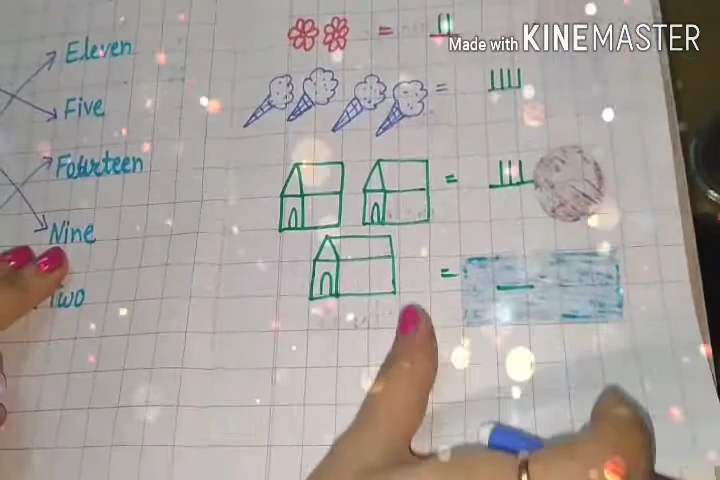 Made with KINEMASTER
Eleven
Five
Fourteen
Nine
Two
=
=
=
=